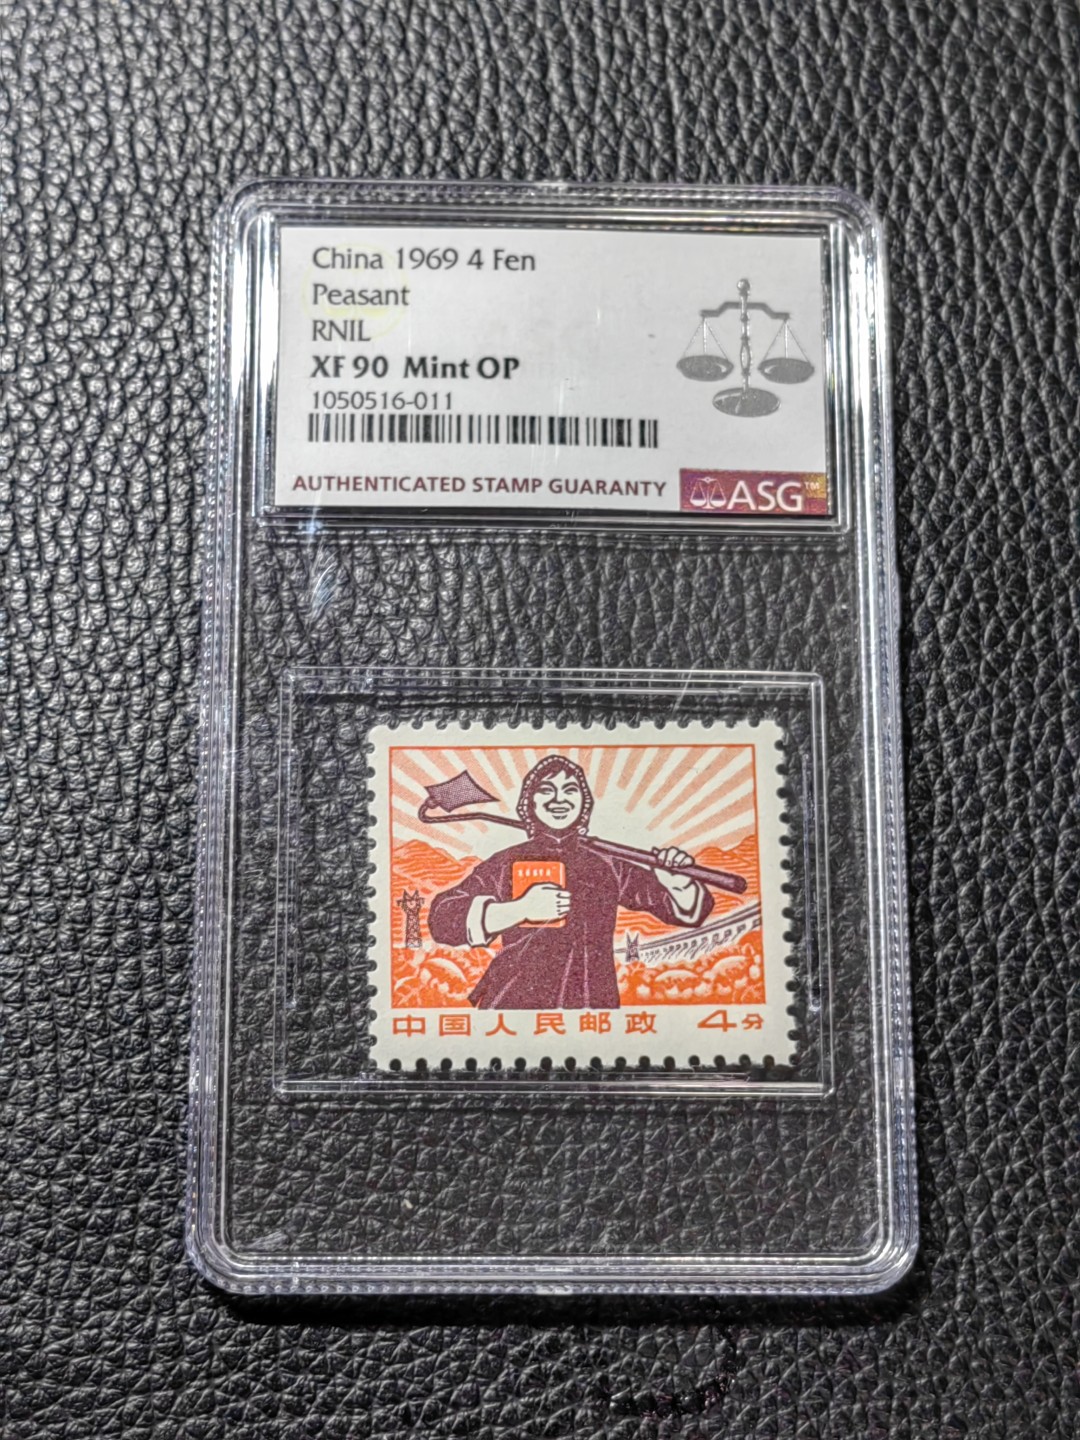 China 1969 4 Fen
Peasant
RNIL
XF 90 Mint OP
1050516-011
AUTHENTICATED STAMP GUARANTY
ASG™
中国人民邮政 4分